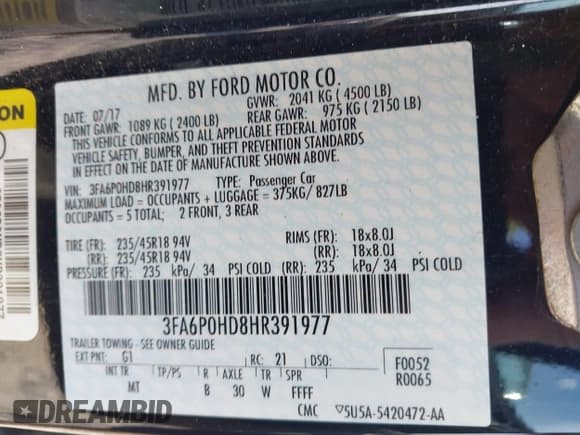 MFD. BY FORD MOTOR CO.
DATE: 07/17 GVWR: 2041 KG ( 4500 LB)
FRONT GAWR: 1089 KG ( 2400 LB) REAR GAWR: 975 KG ( 2150 LB)
THIS VEHICLE CONFORMS TO ALL APPLICABLE FEDERAL MOTOR
VEHICLE SAFETY, BUMPER, AND THEFT PREVENTION STANDARDS
IN EFFECT ON THE DATE OF MANUFACTURE SHOWN ABOVE.
VIN: 3FA6P0HD8HR391977 TYPE: Passenger Car
MAXIMUM LOAD = OCCUPANTS + LUGGAGE = 375KG/ 827LB
OCCUPANTS = 5 TOTAL; 2 FRONT, 3 REAR
TIRE (FR): 235/45R18 94V RIMS (FR): 18x8.0J
(RR): 235/45R18 94V (RR): 18x8.0J
PRESSURE (FR): 235 kPa/ 34 PSI COLD (RR): 235 kPa/ 34 PSI COLD
3FA6P0HD8HR391977
TRAILER TOWING - SEE OWNER GUIDE
EXT PNT: G1 RC: 21 DSO: F0052
INT TR TP/PS R AXLE TR SPR R0065
MT B 30 W FFFF
CMC 5U5A-5420472-AA
ON
DREAMBID